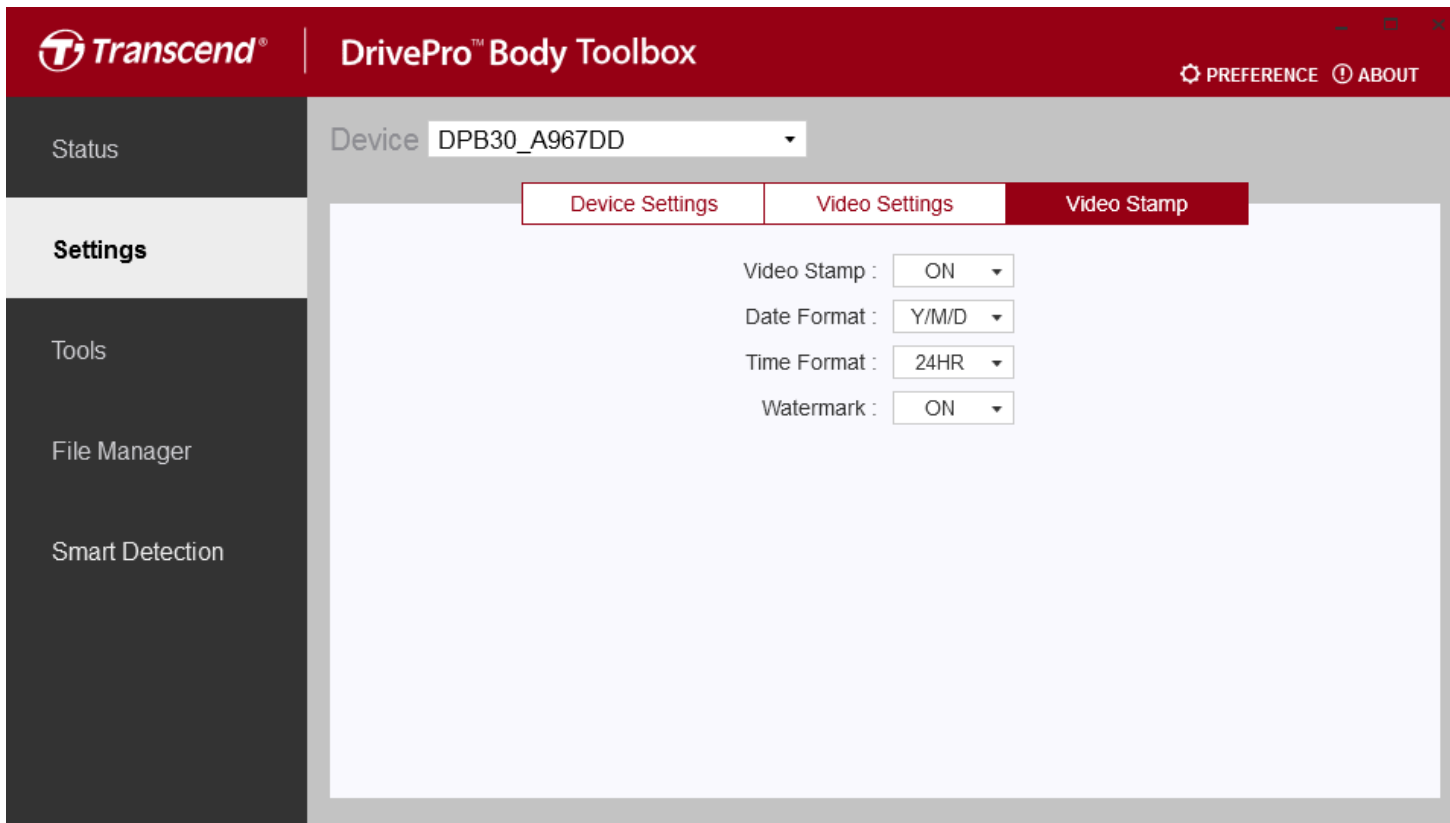 Transcend® DrivePro™ Body Toolbox
PREFERENCE ABOUT
Status
Settings
Tools
File Manager
Smart Detection
Device DPB30_A967DD
Device Settings Video Settings Video Stamp
Video Stamp : ON
Date Format : Y/M/D
Time Format : 24HR
Watermark : ON